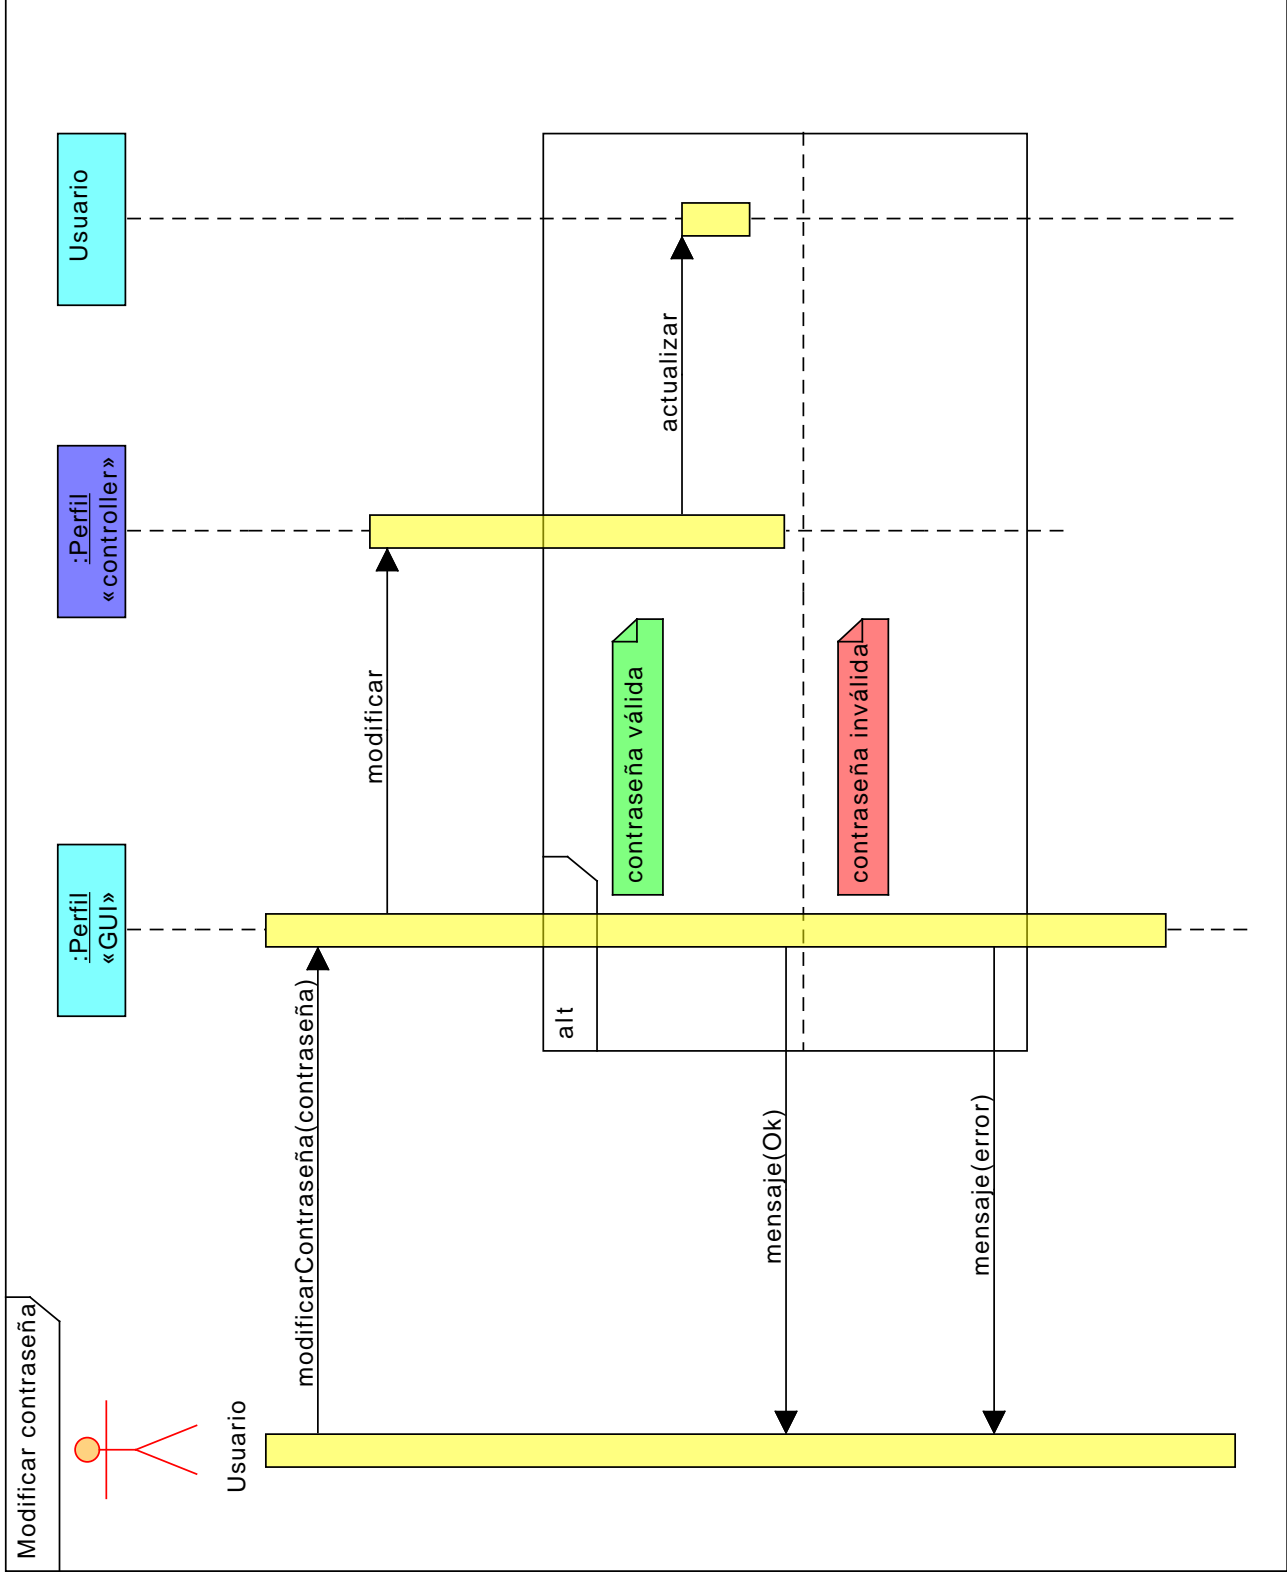 Modificar contraseña
Usuario
:Perfil
«GUI»
:Perfil
«controller»
Usuario
modificarContraseña(contraseña)
modificar
alt
contraseña válida
actualizar
mensaje(Ok)
contraseña inválida
mensaje(error)